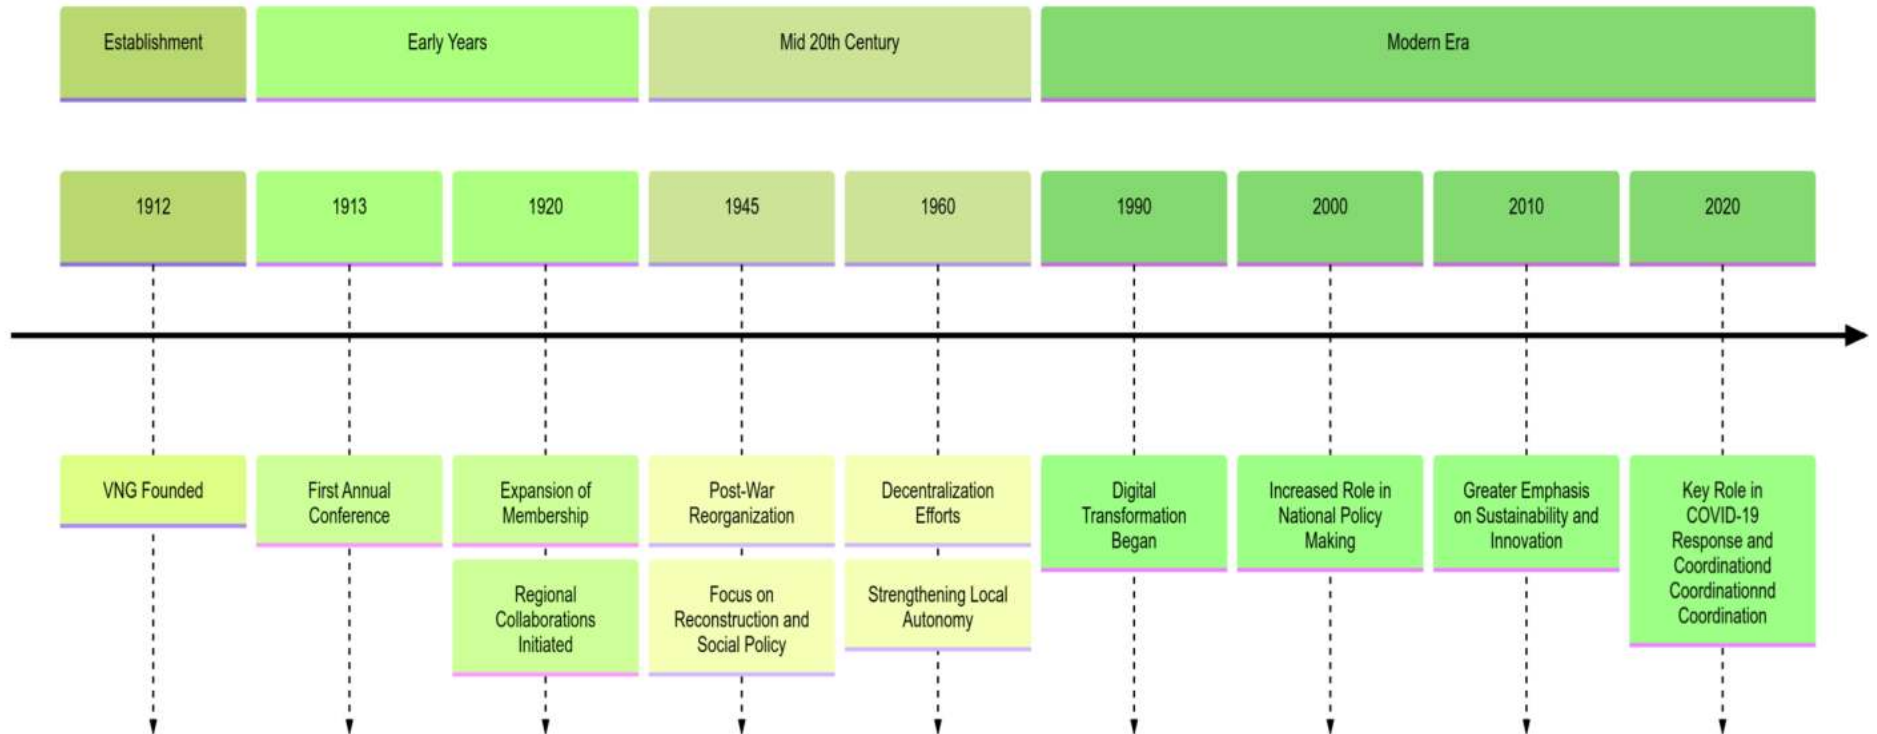 Establishment
Early Years
Mid 20th Century
Modern Era
1912
1913
1920
1945
1960
1990
2000
2010
2020
VNG Founded
First Annual
Conference
Expansion of
Membership
Regional
Collaborations
Initiated
Post-War
Reorganization
Focus on
Reconstruction and
Social Policy
Decentralization
Efforts
Strengthening Local
Autonomy
Digital
Transformation
Began
Increased Role in
National Policy
Making
Greater Emphasis
on Sustainability and
Innovation
Key Role in
COVID-19
Response and
Coordinationd
Coordinationnd
Coordination